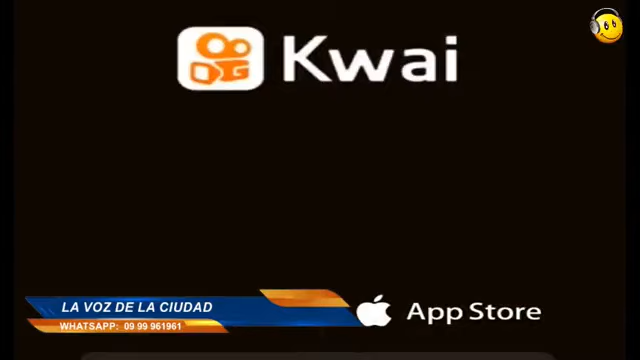 Kwai
LA VOZ DE LA CIUDAD
WHATSAPP: 09 99 961961
App Store